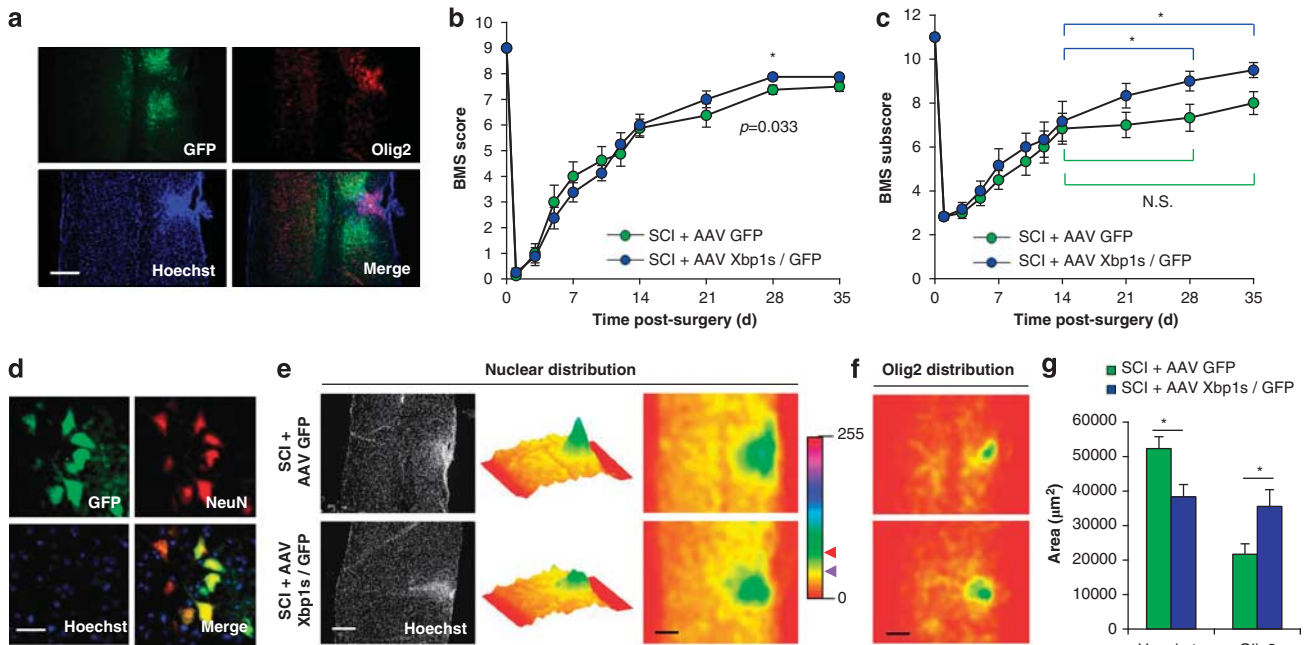 a
GFP
Olig2
Hoechst
Merge
b
BMS score
10
9
8
7
6
5
4
3
2
1
0
*
p=0.033
SCI + AAV GFP
SCI + AAV Xbp1s / GFP
0 7 14 21 28 35
Time post-surgery (d)
c
BMS subscore
12
10
8
6
4
2
0
*
*
N.S.
SCI + AAV GFP
SCI + AAV Xbp1s / GFP
0 7 14 21 28 35
Time post-surgery (d)
d
GFP
NeuN
Hoechst
Merge
e
Nuclear distribution
SCI +
AAV GFP
SCI + AAV
Xbp1s / GFP
Hoechst
255
0
f
Olig2 distribution
g
SCI + AAV GFP
SCI + AAV Xbp1s / GFP
Area (μm²)
60000
50000
40000
30000
20000
10000
0
*
*